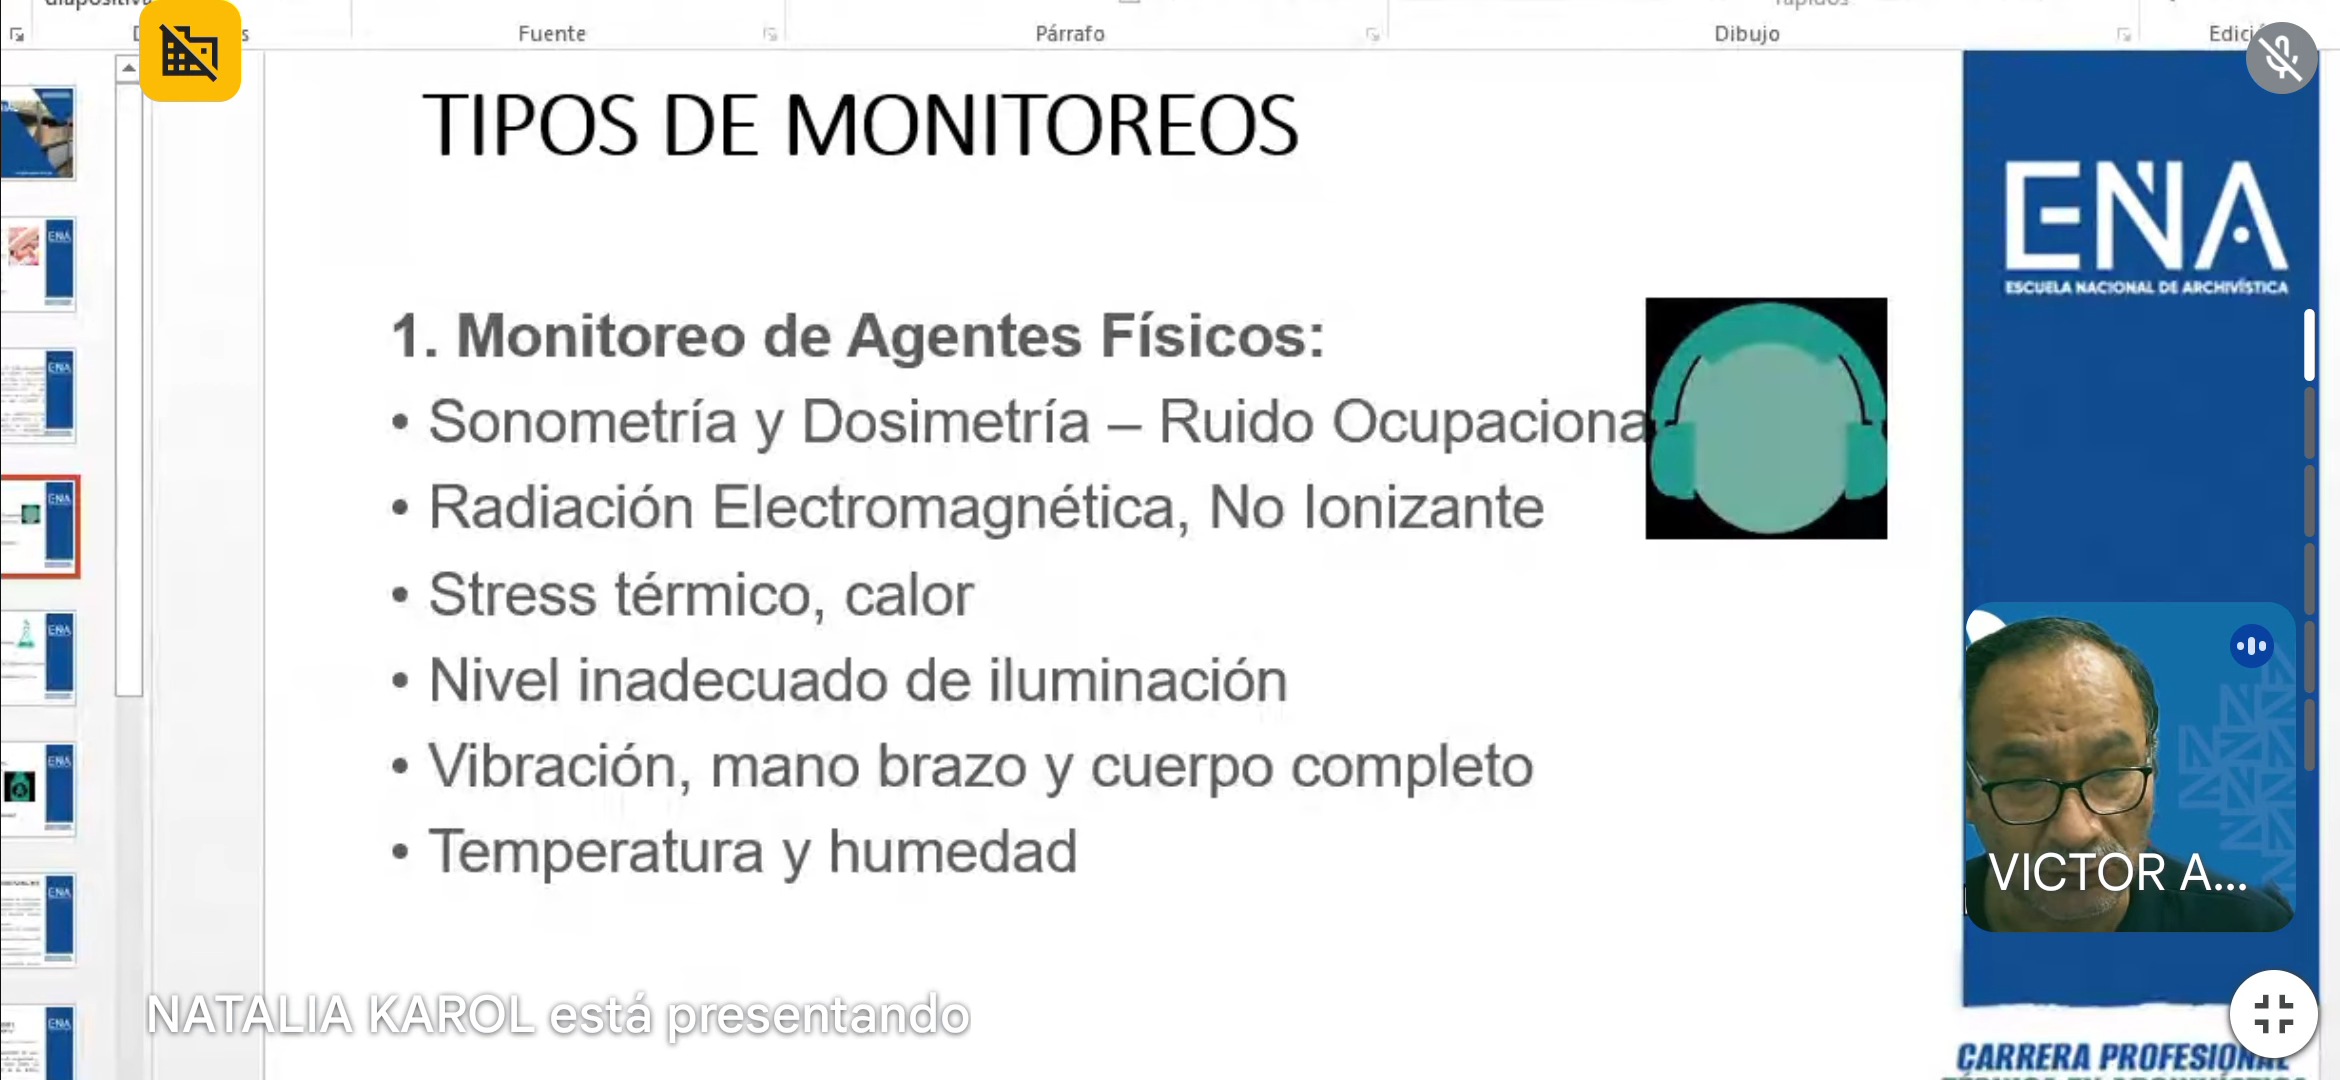 Fuente
Párrafo
Dibujo
TIPOS DE MONITOREOS
ENA
ESCUELA NACIONAL DE ARCHIVÍSTICA
1. Monitoreo de Agentes Físicos:
• Sonometría y Dosimetría – Ruido Ocupaciona
• Radiación Electromagnética, No Ionizante
• Stress térmico, calor
• Nivel inadecuado de iluminación
• Vibración, mano brazo y cuerpo completo
• Temperatura y humedad
VICTOR A...
NATALIA KAROL está presentando
CARRERA PROFESIONAL